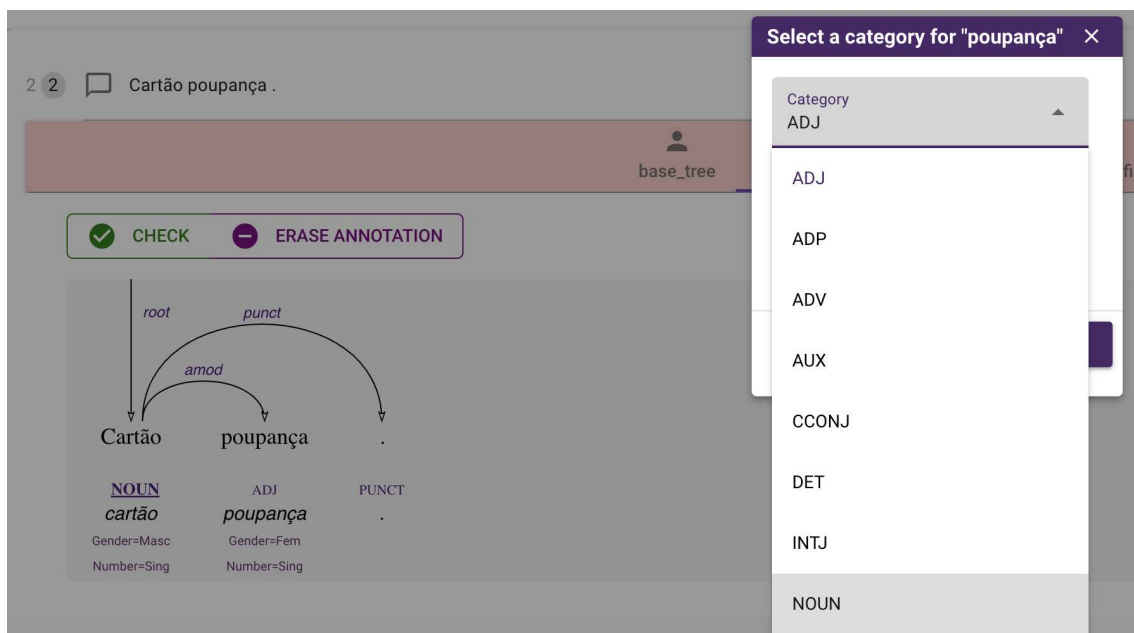 Select a category for "poupança"
2 2 Cartão poupança .
Category
ADJ
base_tree
fi
ADJ
ADP
ADV
AUX
CCONJ
DET
INTJ
NOUN
CHECK ERASE ANNOTATION
root punct
amod
Cartão poupança .
NOUN ADJ PUNCT
cartão poupança .
Gender=Masc Gender=Fem
Number=Sing Number=Sing